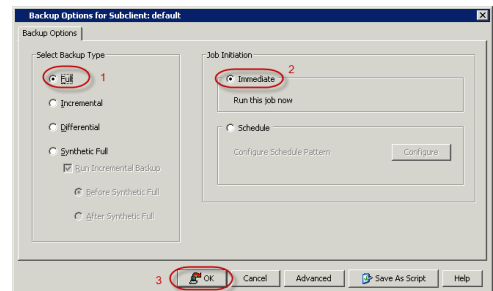 Backup Options for Subclient: default
Backup Options
Select Backup Type
Full
1
Incremental
Differential
Synthetic Full
Run Incremental Backup
Before Synthetic Full
After Synthetic Full
Job Initiation
2
Immediate
Run this job now
Schedule
Configure Schedule Pattern
Configure
3
OK
Cancel
Advanced
Save As Script
Help